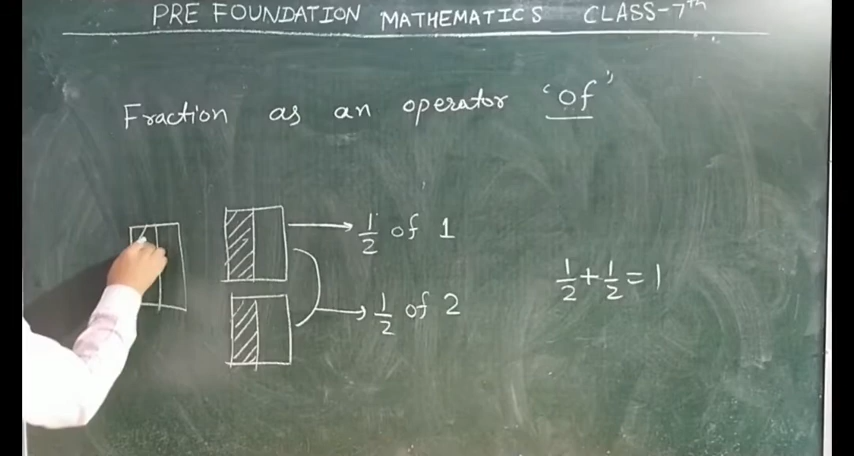 PRE FOUNDATION MATHEMATICS CLASS-7th
Fraction as an operator 'of'
1/2 of 1
1/2 of 2
1/2 + 1/2 = 1